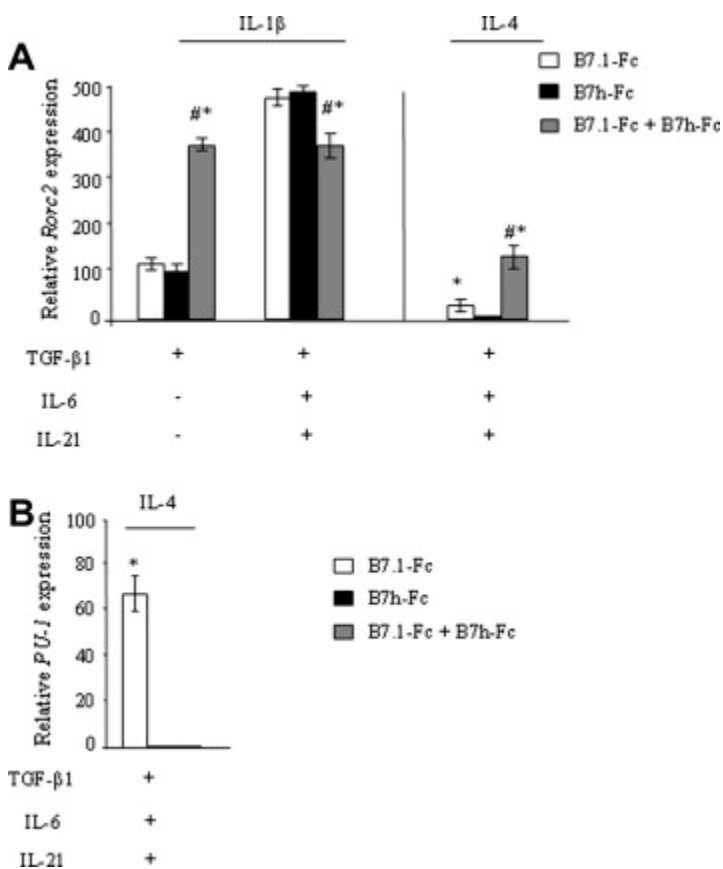 IL-1β IL-4
A
B7.1-Fc
B7h-Fc
B7.1-Fc + B7h-Fc
Relative Rorc2 expression
500
400
300
200
100
0
#*
#*
*
#*
TGF-β1 + + +
IL-6 - + +
IL-21 - + +
B
IL-4
Relative PU-1 expression
100
80
60
40
20
0
*
B7.1-Fc
B7h-Fc
B7.1-Fc + B7h-Fc
TGF-β1 +
IL-6 +
IL-21 +